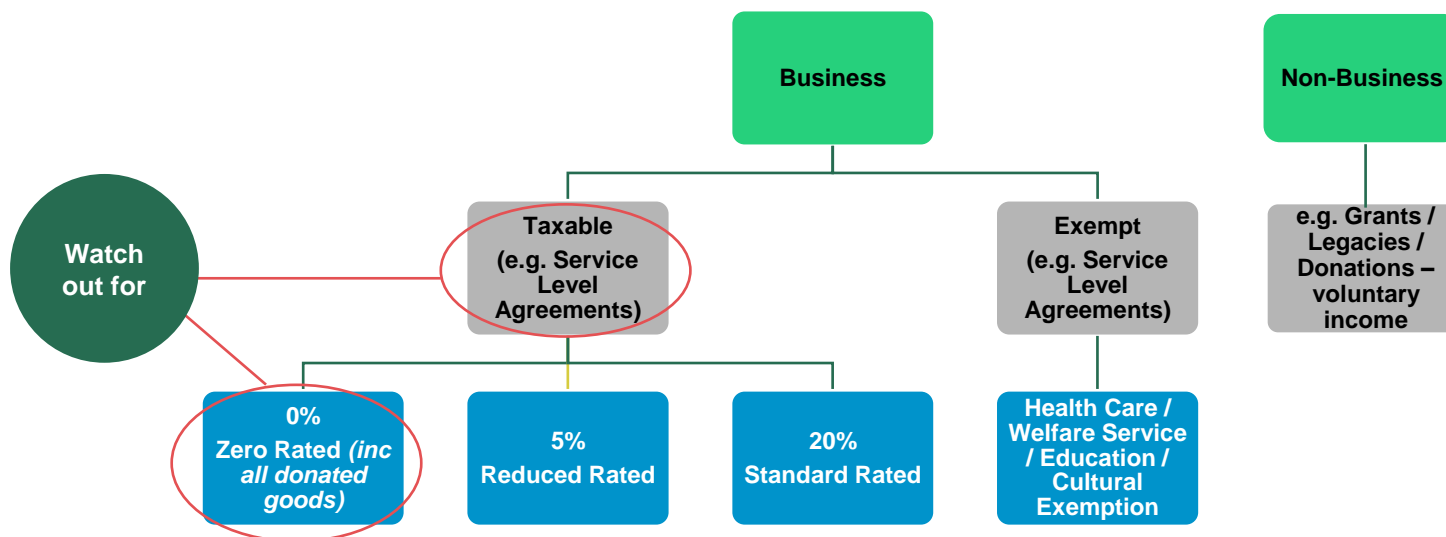 Business
Non-Business
Watch
out for
Taxable
(e.g. Service
Level
Agreements)
Exempt
(e.g. Service
Level
Agreements)
e.g. Grants /
Legacies /
Donations –
voluntary
income
0%
Zero Rated (inc
all donated
goods)
5%
Reduced Rated
20%
Standard Rated
Health Care /
Welfare Service
/ Education /
Cultural
Exemption